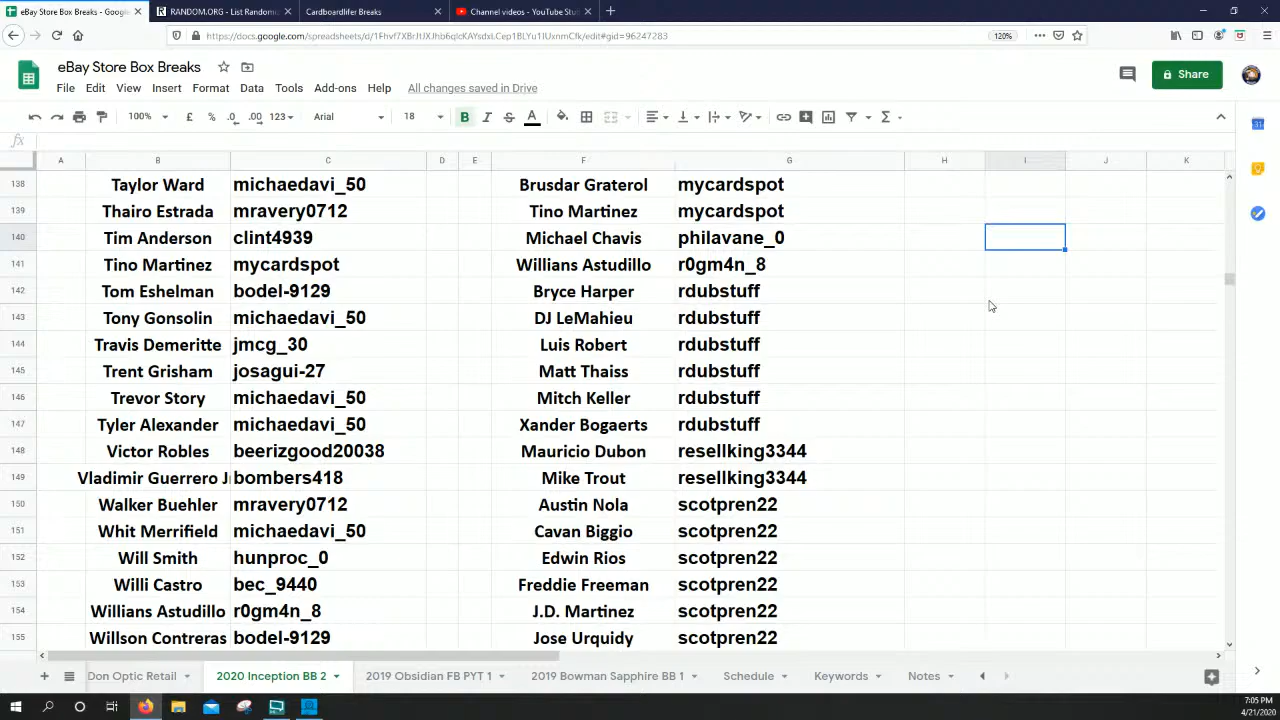 eBay Store Box Breaks - Google
RANDOM.ORG - List Randomi
Cardboardlifer Breaks
Channel videos - YouTube Stu
120%
eBay Store Box Breaks
File Edit View Insert Format Data Tools Add-ons Help All changes saved in Drive
Share
100% £ % .0 .00 123 Arial 18 B I S A
fx
A B C D E F G H I J K
138 Taylor Ward michaedavi_50 Brusdar Graterol mycardspot
139 Thairo Estrada mravery0712 Tino Martinez mycardspot
140 Tim Anderson clint4939 Michael Chavis philavane_0
141 Tino Martinez mycardspot Willians Astudillo r0gm4n_8
142 Tom Eshelman bodel-9129 Bryce Harper rdubstuff
143 Tony Gonsolin michaedavi_50 DJ LeMahieu rdubstuff
144 Travis Demeritte jmcg_30 Luis Robert rdubstuff
145 Trent Grisham josagui-27 Matt Thaiss rdubstuff
146 Trevor Story michaedavi_50 Mitch Keller rdubstuff
147 Tyler Alexander michaedavi_50 Xander Bogaerts rdubstuff
148 Victor Robles beerizgood20038 Mauricio Dubon resellking3344
149 Vladimir Guerrero J bombers418 Mike Trout resellking3344
150 Walker Buehler mravery0712 Austin Nola scotpren22
151 Whit Merrifield michaedavi_50 Cavan Biggio scotpren22
152 Will Smith hunproc_0 Edwin Rios scotpren22
153 Willi Castro bec_9440 Freddie Freeman scotpren22
154 Willians Astudillo r0gm4n_8 J.D. Martinez scotpren22
155 Willson Contreras bodel-9129 Jose Urquidy scotpren22
Don Optic Retail 2020 Inception BB 2 2019 Obsidian FB PYT 1 2019 Bowman Sapphire BB 1 Schedule Keywords Notes
7:05 PM
4/21/2020